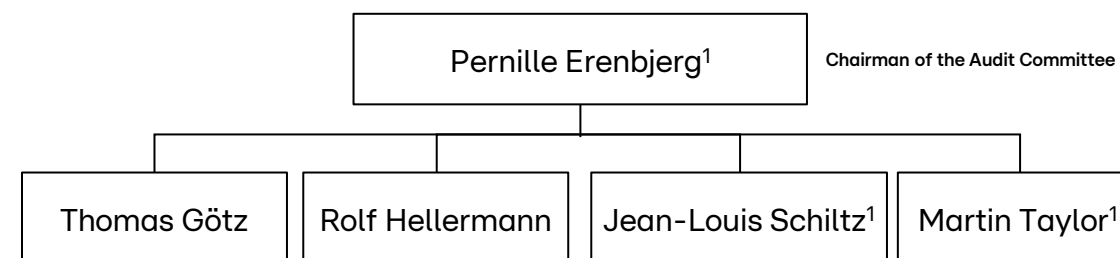 Pernille Erenbjerg¹
Chairman of the Audit Committee
Thomas Götz
Rolf Hellermann
Jean-Louis Schiltz¹
Martin Taylor¹